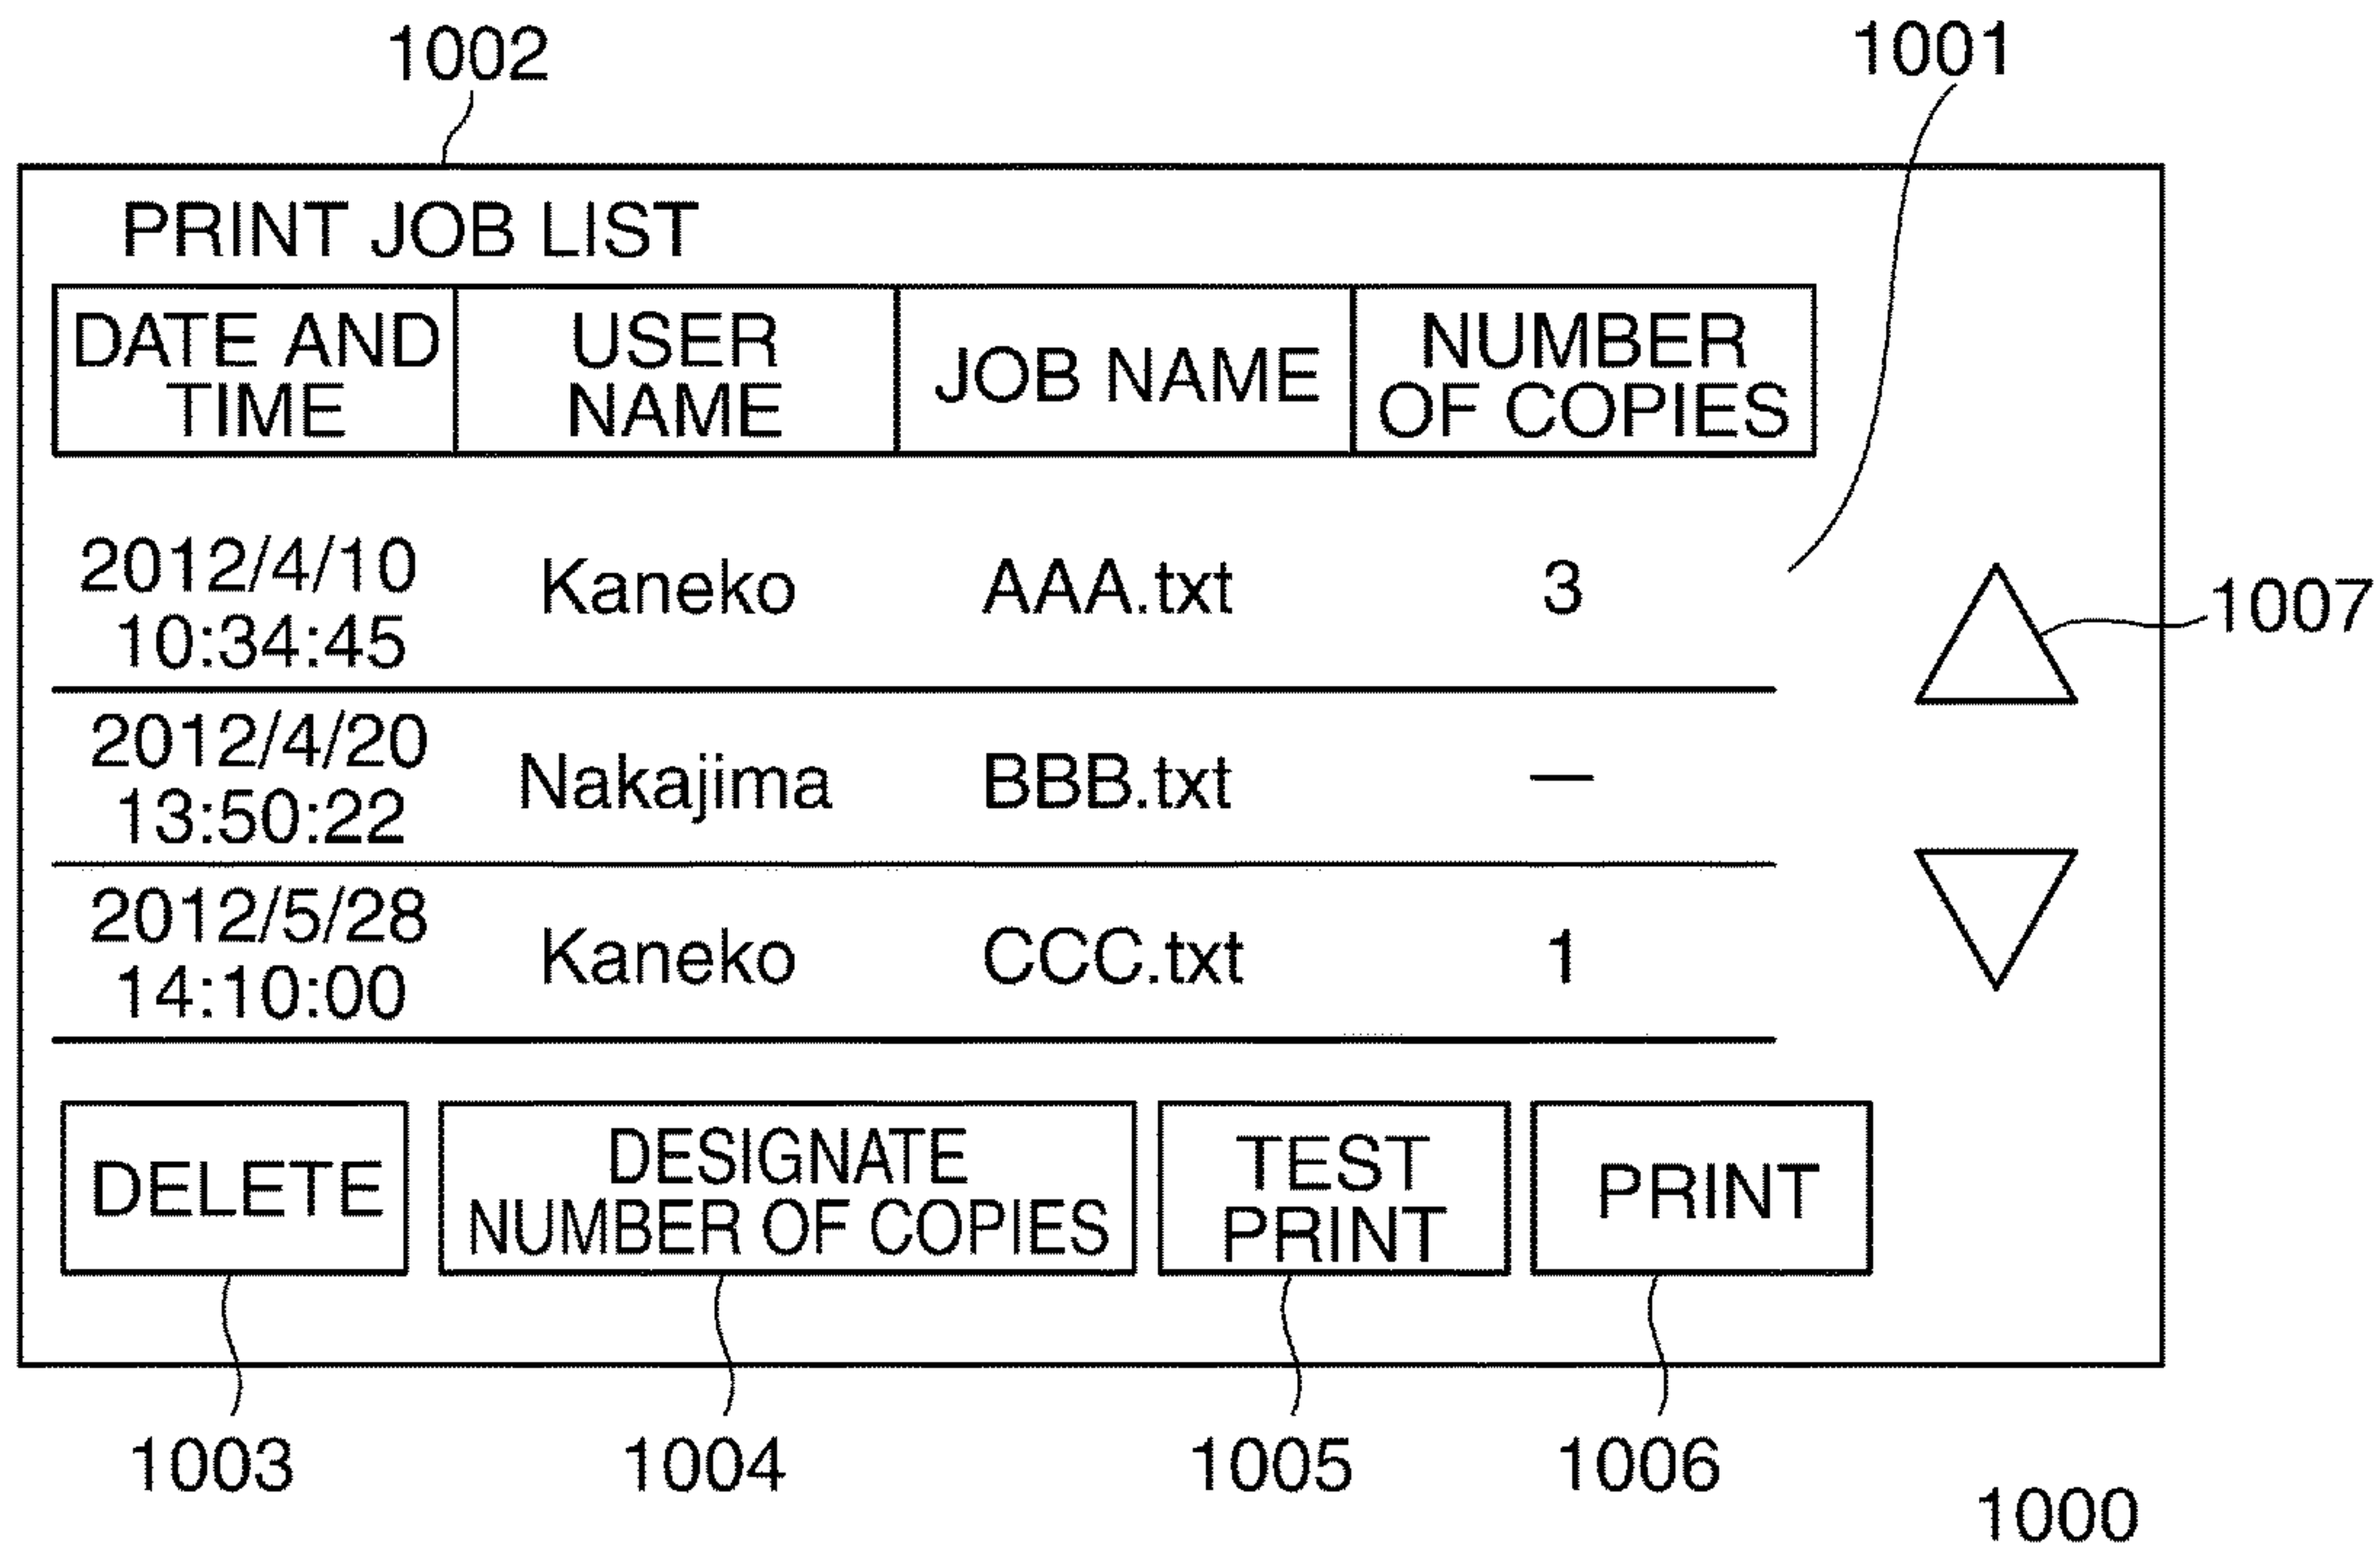 1002
1001
PRINT JOB LIST
DATE AND TIME
USER NAME
JOB NAME
NUMBER OF COPIES
2012/4/10
10:34:45
Kaneko
AAA.txt
3
1007
2012/4/20
13:50:22
Nakajima
BBB.txt
—
2012/5/28
14:10:00
Kaneko
CCC.txt
1
DELETE
DESIGNATE
NUMBER OF COPIES
TEST
PRINT
PRINT
1003
1004
1005
1006
1000